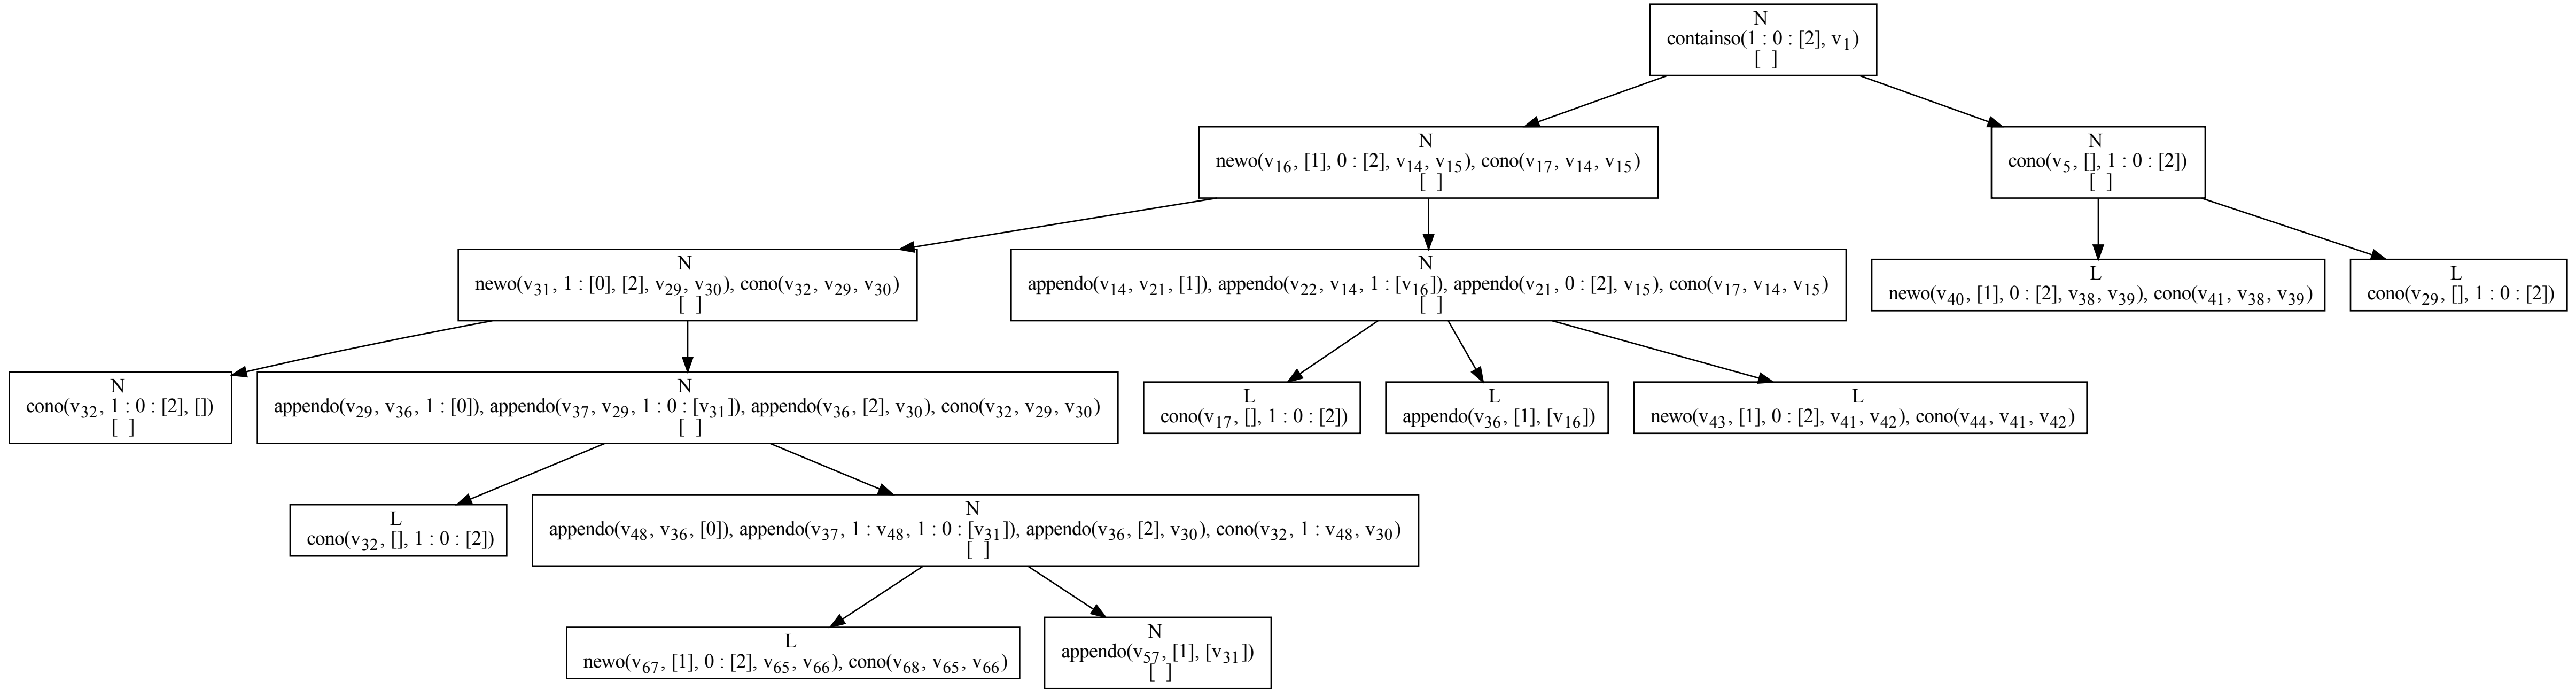 N
containso(1 : 0 : [2], v1)
[ ]
N
newo(v16, [1], 0 : [2], v14, v15), cono(v17, v14, v15)
[ ]
N
cono(v5, [], 1 : 0 : [2])
[ ]
N
newo(v31, 1 : [0], [2], v29, v30), cono(v32, v29, v30)
[ ]
N
appendo(v14, v21, [1]), appendo(v22, v14, 1 : [v16]), appendo(v21, 0 : [2], v15), cono(v17, v14, v15)
[ ]
L
newo(v40, [1], 0 : [2], v38, v39), cono(v41, v38, v39)
L
cono(v29, [], 1 : 0 : [2])
N
cono(v32, 1 : 0 : [2], [])
[ ]
N
appendo(v29, v36, 1 : [0]), appendo(v37, v29, 1 : 0 : [v31]), appendo(v36, [2], v30), cono(v32, v29, v30)
[ ]
L
cono(v17, [], 1 : 0 : [2])
L
appendo(v36, [1], [v16])
L
newo(v43, [1], 0 : [2], v41, v42), cono(v44, v41, v42)
L
cono(v32, [], 1 : 0 : [2])
N
appendo(v48, v36, [0]), appendo(v37, 1 : v48, 1 : 0 : [v31]), appendo(v36, [2], v30), cono(v32, 1 : v48, v30)
[ ]
L
newo(v67, [1], 0 : [2], v65, v66), cono(v68, v65, v66)
N
appendo(v57, [1], [v31])
[ ]